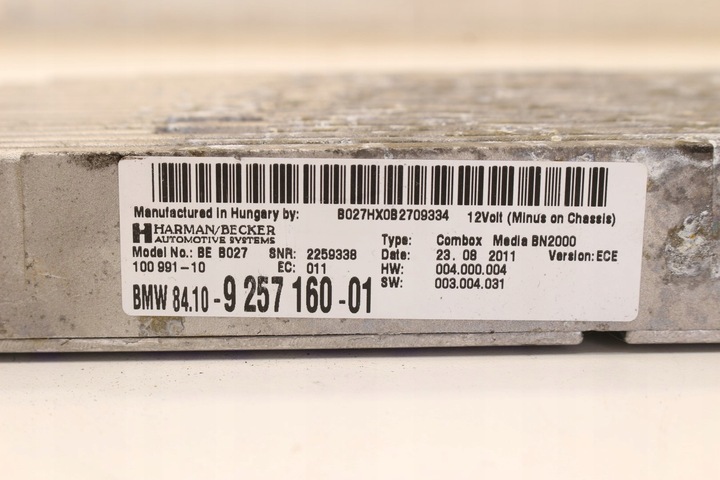 Manufactured in Hungary by: B027HX0B2709334 12Volt (Minus on Chassis)
HARMAN/BECKER
AUTOMOTIVE SYSTEMS
Type: Combox Media BN2000
Model No.: BE B027 SNR: 2259338 Date: 23. 08 2011 Version: ECE
100 991-10 EC: 011 HW: 004.000.004
SW: 003.004.031
BMW 84.10 - 9 257 160 - 01